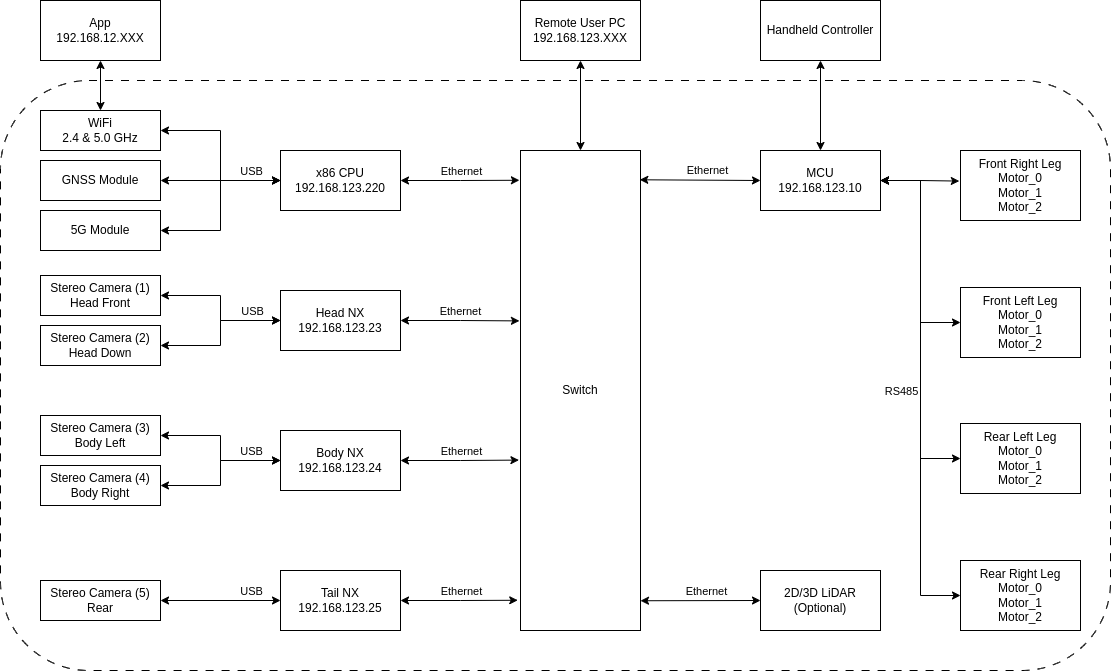 App
192.168.12.XXX
Remote User PC
192.168.123.XXX
Handheld Controller
WiFi
2.4 & 5.0 GHz
GNSS Module
5G Module
USB
x86 CPU
192.168.123.220
Ethernet
Ethernet
MCU
192.168.123.10
Front Right Leg
Motor_0
Motor_1
Motor_2
Stereo Camera (1)
Head Front
Stereo Camera (2)
Head Down
USB
Head NX
192.168.123.23
Ethernet
Front Left Leg
Motor_0
Motor_1
Motor_2
Switch
RS485
Stereo Camera (3)
Body Left
Stereo Camera (4)
Body Right
USB
Body NX
192.168.123.24
Ethernet
Rear Left Leg
Motor_0
Motor_1
Motor_2
Stereo Camera (5)
Rear
USB
Tail NX
192.168.123.25
Ethernet
Ethernet
2D/3D LiDAR
(Optional)
Rear Right Leg
Motor_0
Motor_1
Motor_2